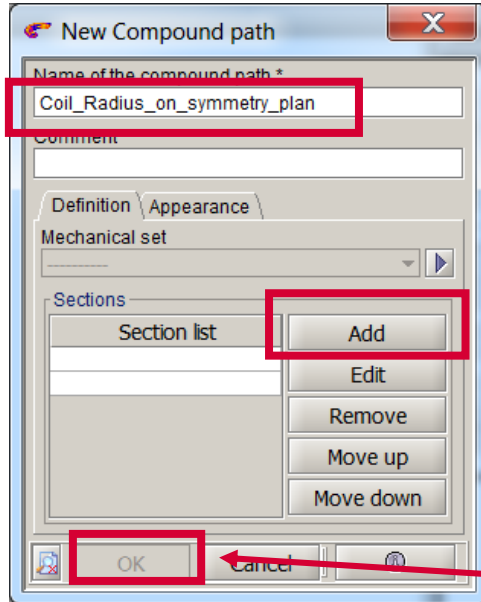 New Compound path
Name of the compound path *
Coil_Radius_on_symmetry_plan
Comment
Definition Appearance
Mechanical set
Sections
Section list
Add
Edit
Remove
Move up
Move down
OK Cancel